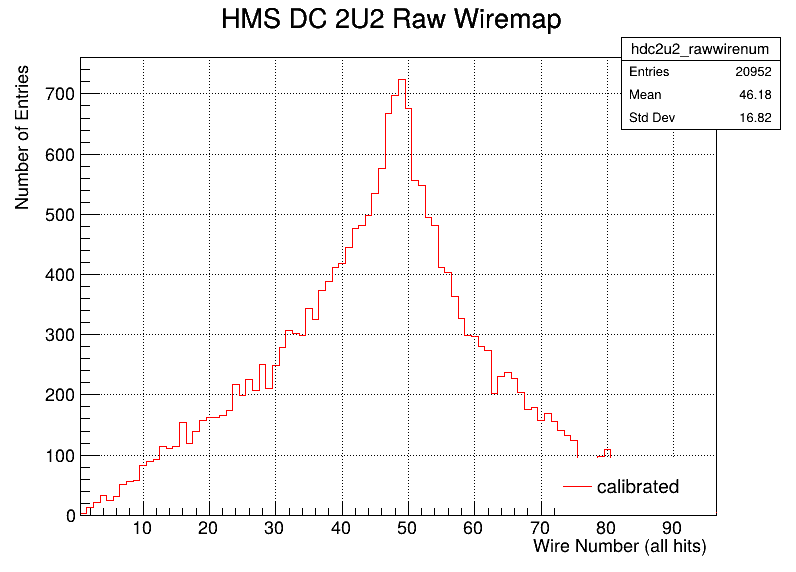 HMS DC 2U2 Raw Wiremap
hdc2u2_rawwirenum
Entries 20952
Mean 46.18
Std Dev 16.82
Number of Entries
700
600
500
400
300
200
100
0
calibrated
10 20 30 40 50 60 70 80 90
Wire Number (all hits)